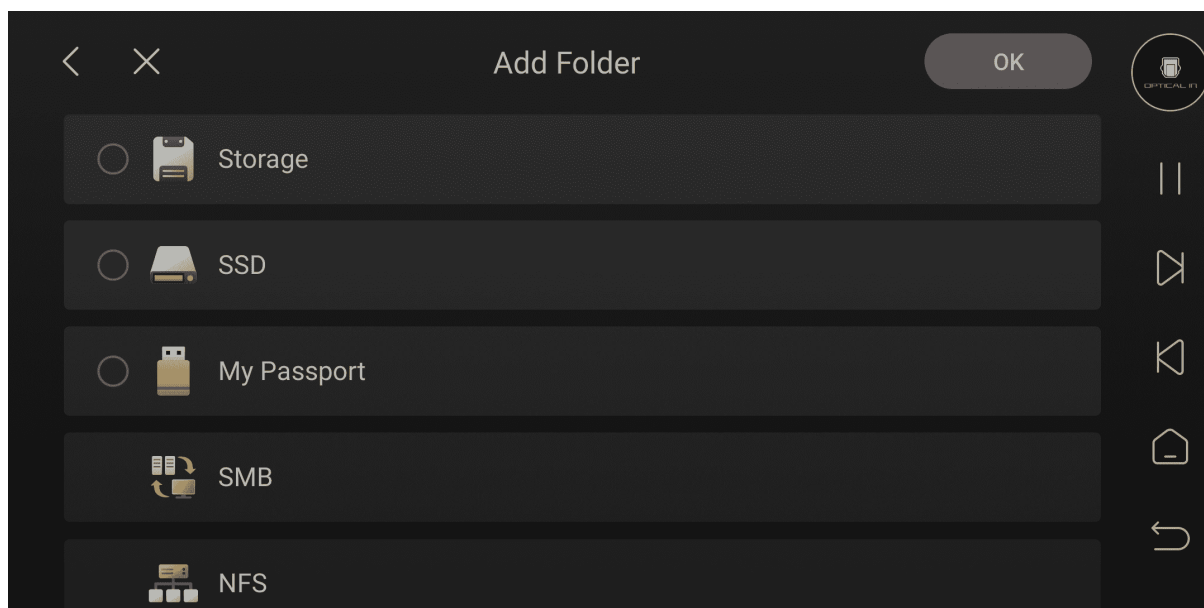 Add Folder
OK
OPTICAL IN
Storage
SSD
My Passport
SMB
NFS